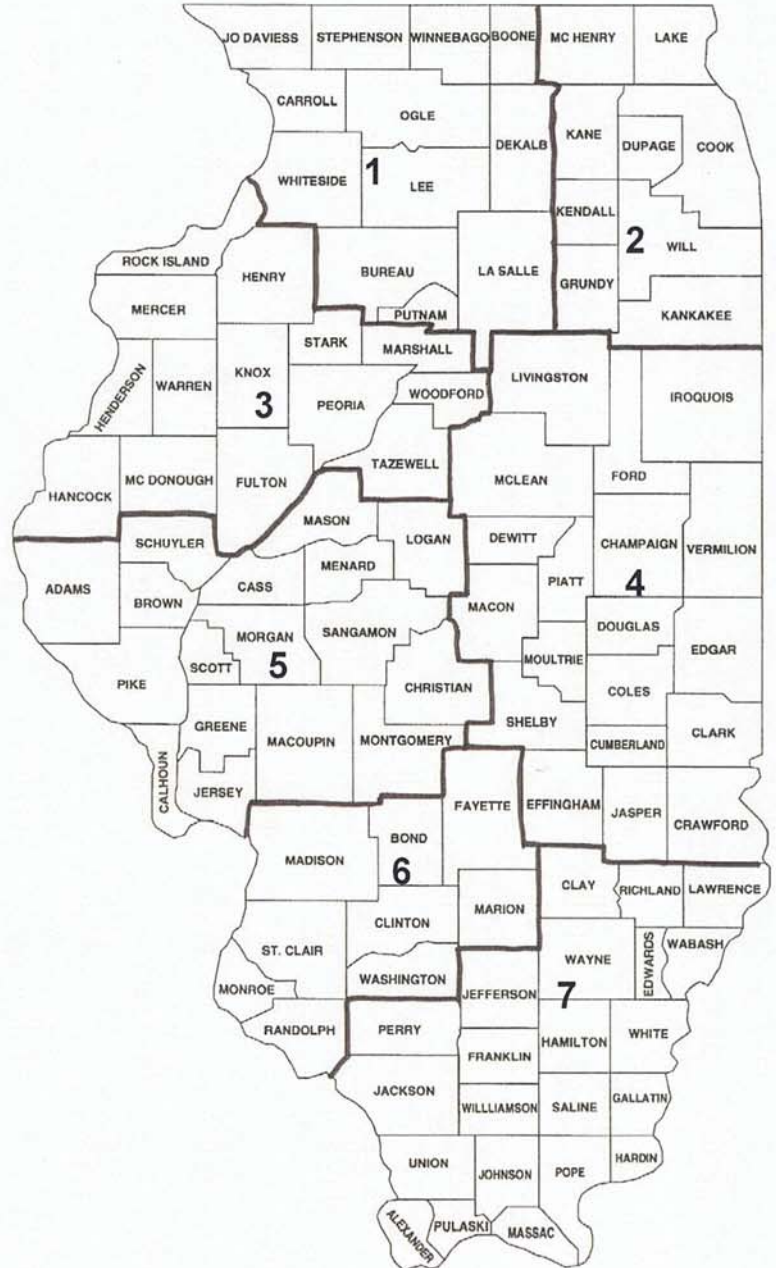 JO DAVIESS STEPHENSON WINNEBAGO BOONE MC HENRY LAKE
CARROLL OGLE DEKALB KANE DUPAGE COOK
WHITESIDE 1 LEE KENDALL 2 WILL
ROCK ISLAND HENRY BUREAU LA SALLE GRUNDY
MERCER PUTNAM KANKAKEE
HENDERSON WARREN KNOX 3 STARK MARSHALL LIVINGSTON IROQUOIS
PEORIA WOODFORD
HANCOCK MC DONOUGH FULTON TAZEWELL MCLEAN FORD
SCHUYLER MASON LOGAN DEWITT CHAMPAIGN VERMILION
ADAMS BROWN CASS MENARD MACON PIATT 4
PIKE SCOTT MORGAN 5 SANGAMON MOULTRIE DOUGLAS EDGAR
CHRISTIAN COLES
GREENE MACOUPIN MONTGOMERY SHELBY CUMBERLAND CLARK
CALHOUN JERSEY FAYETTE EFFINGHAM JASPER CRAWFORD
MADISON BOND 6 CLAY RICHLAND LAWRENCE
CLINTON MARION
ST. CLAIR WASHINGTON WAYNE EDWARDS WABASH
MONROE JEFFERSON 7
RANDOLPH PERRY HAMILTON WHITE
FRANKLIN
JACKSON WILLLIAMSON SALINE GALLATIN
UNION JOHNSON POPE HARDIN
ALEXANDER PULASKI MASSAC